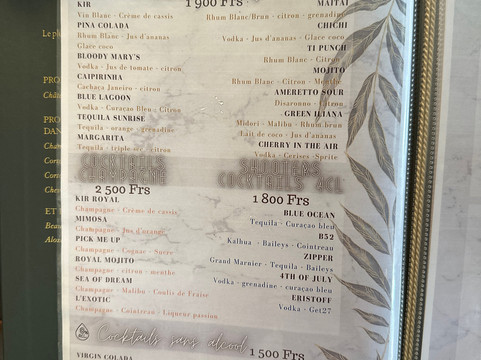 1 900 Frs
KIR
Vin Blanc - Crème de cassis
PINA COLADA
Rhum Blanc - Jus d'ananas
Glace coco
BLOODY MARY'S
Vodka - Jus de tomate - citron
CAIPIRINHA
Cachaça Janeiro - citron
BLUE LAGOON
Vodka - Curaçao Bleu - Citron
TEQUILA SUNRISE
Tequila - orange - grenadine
MARGARITA
Tequila - triple sec - citron
MAITAI
Rhum Blanc/Brun - citron - grenadine
CHICHI
Vodka - Jus d'ananas - Glace coco
TI PUNCH
Rhum Blanc - Citron
MOJITO
Rhum Blanc - Citron - Menthe
AMERETTO SOUR
Disaronno - Citron
GREEN ILIANA
Midori - Malibu - Rhum brun
Lait de coco - Jus d'ananas
CHERRY IN THE AIR
Vodka - Cerises - Sprite
COCKTAILS
CHAMPAGNE
2 500 Frs
KIR ROYAL
Champagne - Crème de cassis
MIMOSA
Champagne - Jus d'orange
PICK ME UP
Champagne - Cognac - Sucre
ROYAL MOJITO
Champagne - citron - menthe
SEA OF DREAM
Champagne - Malibu - Coulis de Fraise
L'EXOTIC
Champagne - Cointreau - Liqueur passion
SHOOTERS
COCKTAILS 2CL
1 800 Frs
BLUE OCEAN
Tequila - Curaçao bleu
B52
Kalhua - Baileys - Cointreau
ZIPPER
Grand Marnier - Tequila - Baileys
4TH OF JULY
Vodka - grenadine - curaçao bleu
ERISTOFF
Vodka - Get27
Cocktails sans alcool
1 500 Frs
VIRGIN COLADA